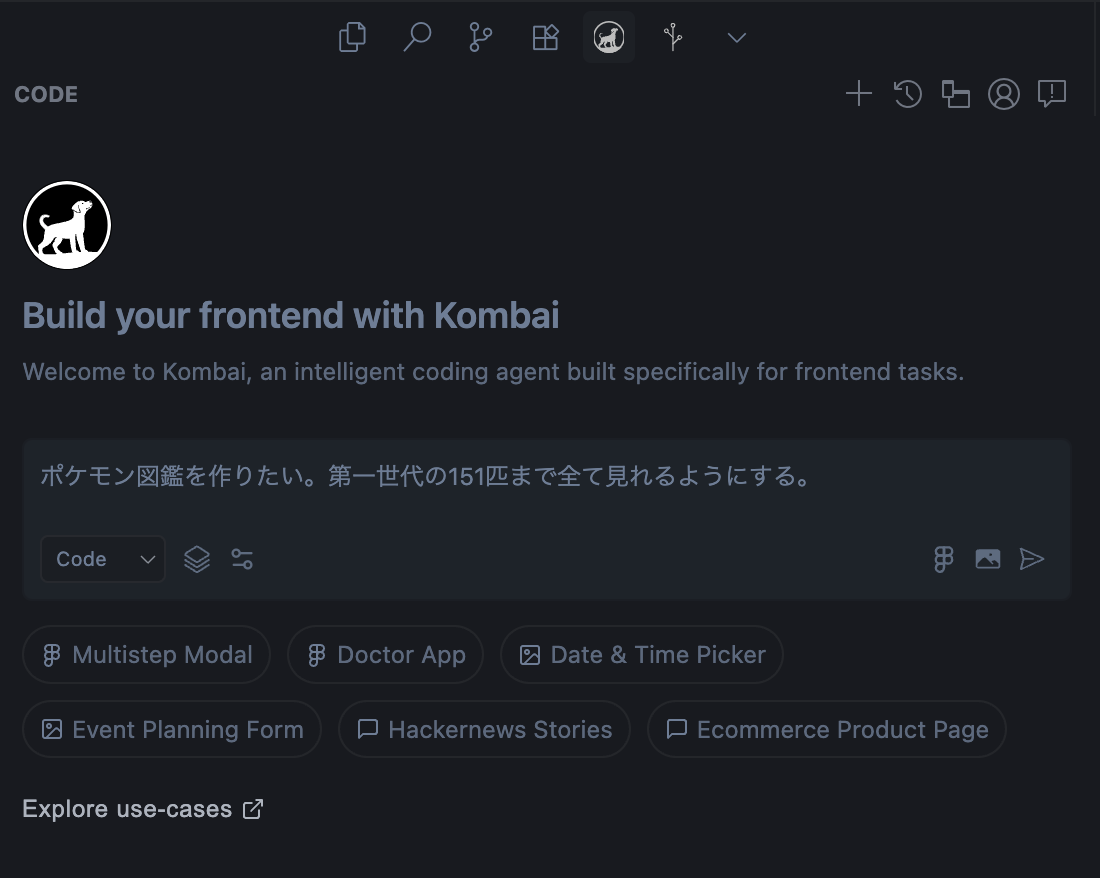 CODE
Build your frontend with Kombai
Welcome to Kombai, an intelligent coding agent built specifically for frontend tasks.
ポケモン図鑑を作りたい。第一世代の151匹まで全て見れるようにする。
Code
Multistep Modal
Doctor App
Date & Time Picker
Event Planning Form
Hackernews Stories
Ecommerce Product Page
Explore use-cases